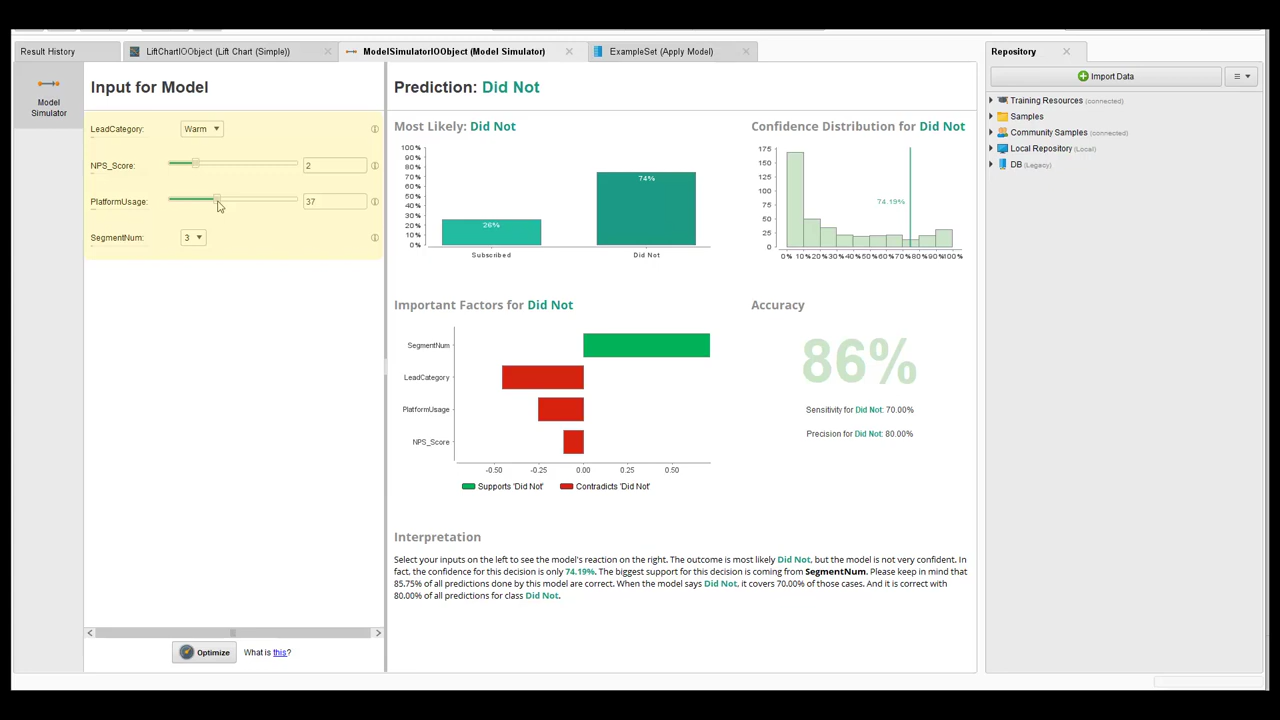 Result History
LiftChartIOObject (Lift Chart (Simple))
ModelSimulatorIOObject (Model Simulator)
ExampleSet (Apply Model)
Repository
Model
Simulator
Input for Model
LeadCategory:
Warm
NPS_Score:
2
PlatformUsage:
37
SegmentNum:
3
Optimize
What is this?
Prediction: Did Not
Most Likely: Did Not
100%
90%
80%
70%
60%
50%
40%
30%
20%
10%
0%
26%
74%
Subscribed
Did Not
Confidence Distribution for Did Not
175
150
125
100
75
50
25
0
74.19%
0% 10%20%30%40%50%60%70%80%90%100%
Important Factors for Did Not
SegmentNum
LeadCategory
PlatformUsage
NPS_Score
-0.50 -0.25 0.00 0.25 0.50
Supports 'Did Not'
Contradicts 'Did Not'
Accuracy
86%
Sensitivity for Did Not: 70.00%
Precision for Did Not: 80.00%
Interpretation
Select your inputs on the left to see the model's reaction on the right. The outcome is most likely Did Not, but the model is not very confident. In
fact, the confidence for this decision is only 74.19%. The biggest support for this decision is coming from SegmentNum. Please keep in mind that
85.75% of all predictions done by this model are correct. When the model says Did Not, it covers 70.00% of those cases. And it is correct with
80.00% of all predictions for class Did Not.
Import Data
Training Resources (connected)
Samples
Community Samples (connected)
Local Repository (Local)
DB (Legacy)